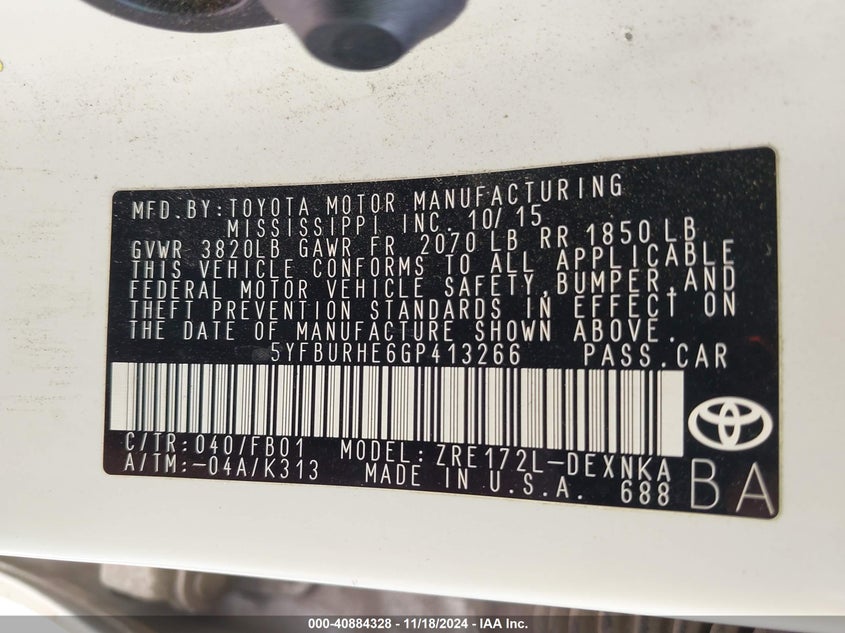 MFD.BY:TOYOTA MOTOR MANUFACTURING
MISSISSIPPI INC. 10/15
GVWR 3820LB GAWR FR 2070 LB RR 1850 LB
THIS VEHICLE CONFORMS TO ALL APPLICABLE
FEDERAL MOTOR VEHICLE SAFETY,BUMPER,AND
THEFT PREVENTION STANDARDS IN EFFECT ON
THE DATE OF MANUFACTURE SHOWN ABOVE.
5YFBURHE6GP413266 PASS.CAR
C/TR:040/FB01 MODEL:ZRE172L-DEXNKA
A/TM:-04A/K313 MADE IN U.S.A. 688
BA
000-40884328 - 11/18/2024 - IAA Inc.